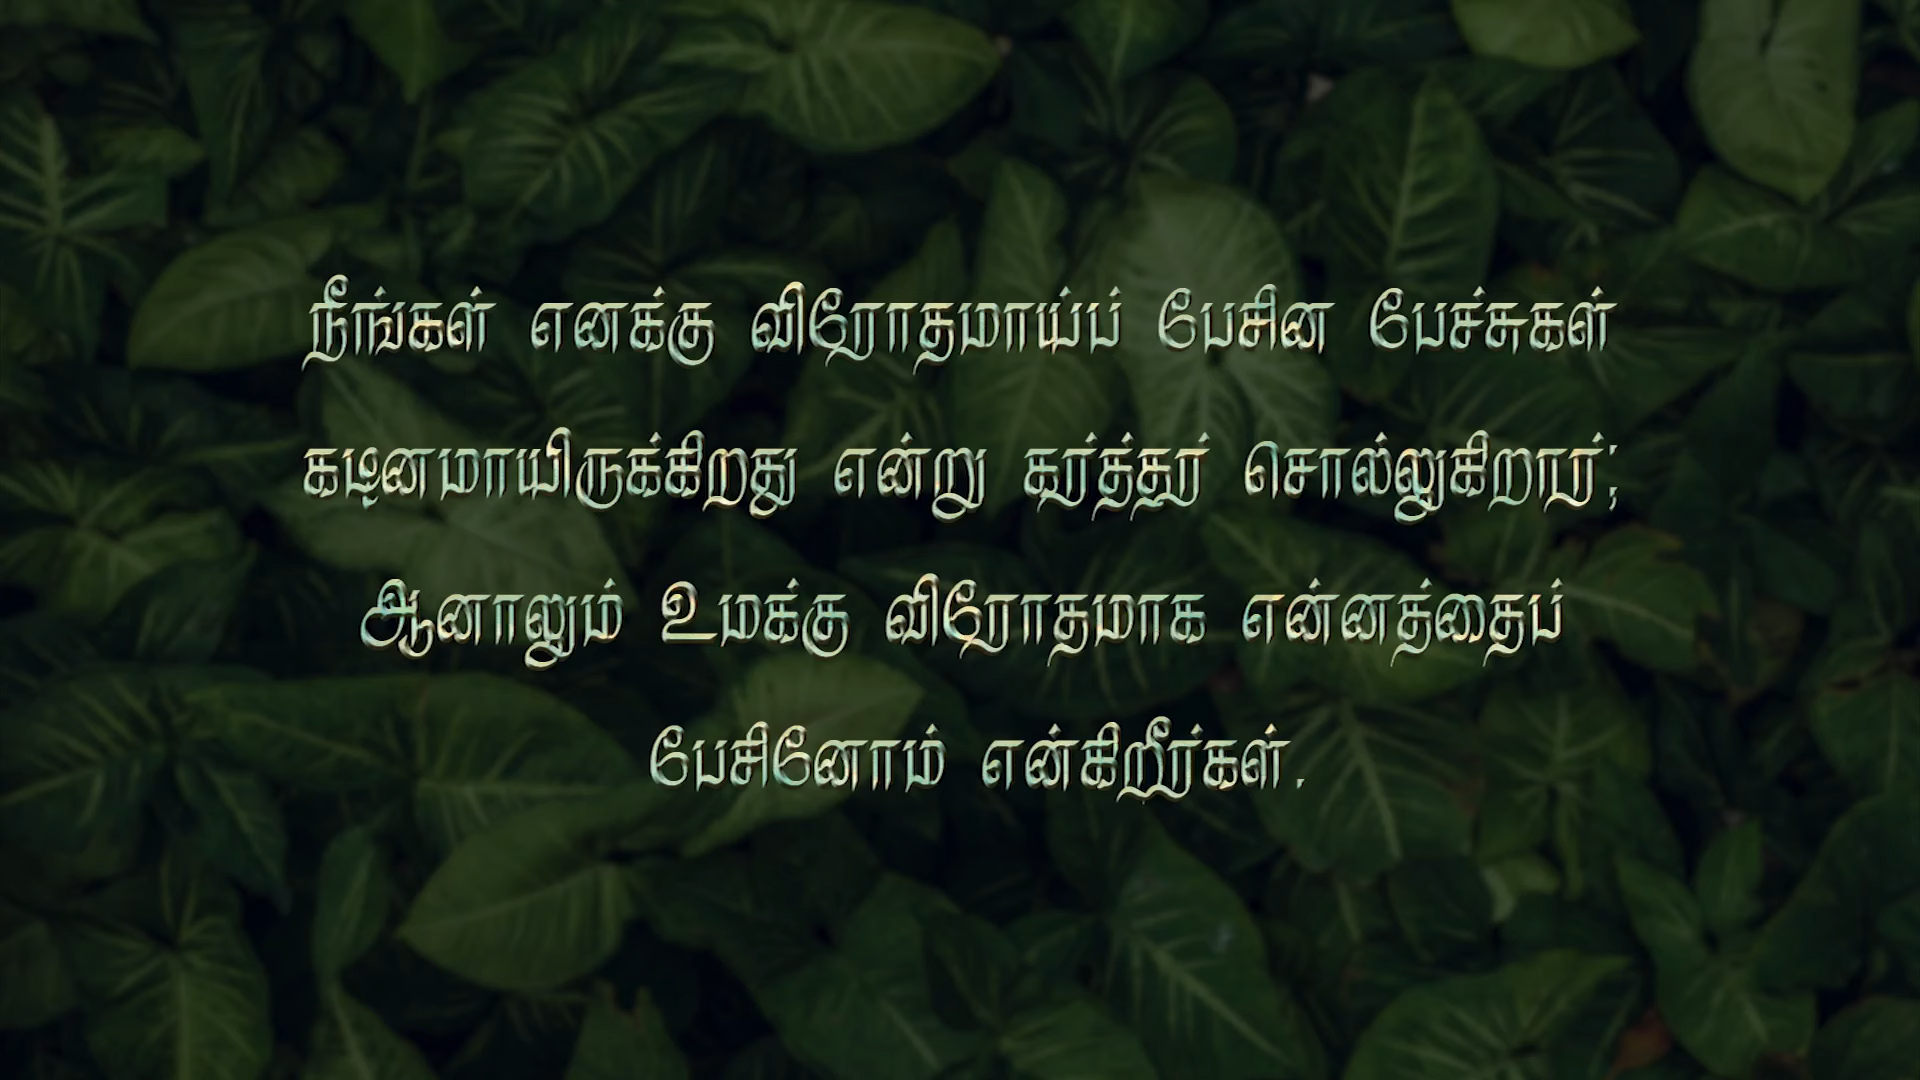 நீங்கள் எனக்கு விரோதமாய்ப் பேசின பேச்சுகள்
கடினமாயிருக்கிறது என்று கர்த்தர் சொல்லுகிறார்;
ஆனாலும் உமக்கு விரோதமாக என்னத்தைப்
பேசினோம் என்கிறீர்கள்.